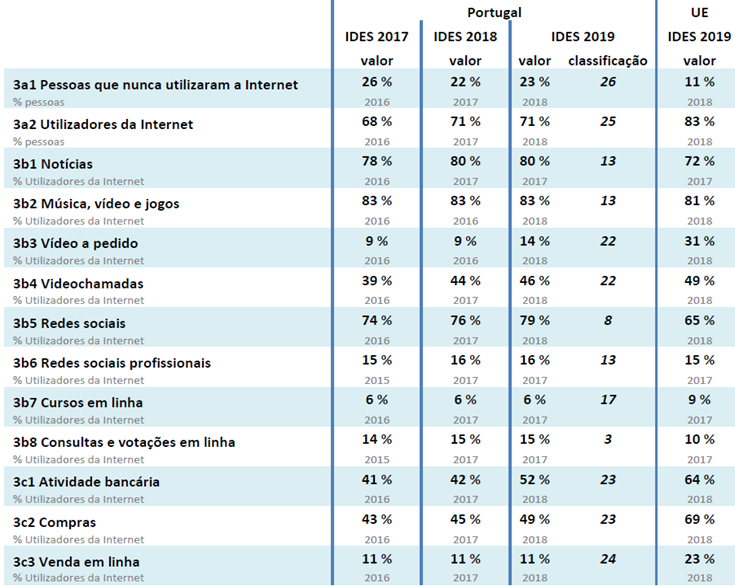 Portugal UE
IDES 2017 IDES 2018 IDES 2019 IDES 2019
valor valor valor classificação valor
3a1 Pessoas que nunca utilizaram a Internet 26 % 22 % 23 % 26 11 %
% pessoas 2016 2017 2018 2018
3a2 Utilizadores da Internet 68 % 71 % 71 % 25 83 %
% pessoas 2016 2017 2018 2018
3b1 Notícias 78 % 80 % 80 % 13 72 %
% Utilizadores da Internet 2016 2017 2017 2017
3b2 Música, vídeo e jogos 83 % 83 % 83 % 13 81 %
% Utilizadores da Internet 2016 2016 2018 2018
3b3 Vídeo a pedido 9 % 9 % 14 % 22 31 %
% Utilizadores da Internet 2016 2016 2018 2018
3b4 Videochamadas 39 % 44 % 46 % 22 49 %
% Utilizadores da Internet 2016 2017 2018 2018
3b5 Redes sociais 74 % 76 % 79 % 8 65 %
% Utilizadores da Internet 2016 2017 2018 2018
3b6 Redes sociais profissionais 15 % 16 % 16 % 13 15 %
% Utilizadores da Internet 2015 2017 2017 2017
3b7 Cursos em linha 6 % 6 % 6 % 17 9 %
% Utilizadores da Internet 2016 2017 2017 2017
3b8 Consultas e votações em linha 14 % 15 % 15 % 3 10 %
% Utilizadores da Internet 2015 2017 2017 2017
3c1 Atividade bancária 41 % 42 % 52 % 23 64 %
% Utilizadores da Internet 2016 2017 2018 2018
3c2 Compras 43 % 45 % 49 % 23 69 %
% Utilizadores da Internet 2016 2017 2018 2018
3c3 Venda em linha 11 % 11 % 11 % 24 23 %
% Utilizadores da Internet 2016 2017 2018 2018